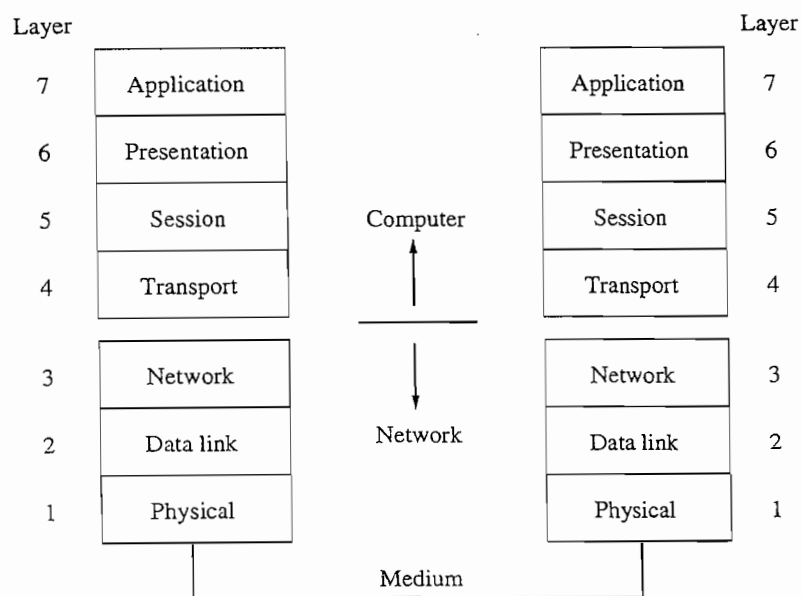 Layer Layer
7 Application Application 7
6 Presentation Presentation 6
5 Session Computer Session 5
4 Transport Transport 4
3 Network Network 3
Network
2 Data link Data link 2
1 Physical Physical 1
Medium